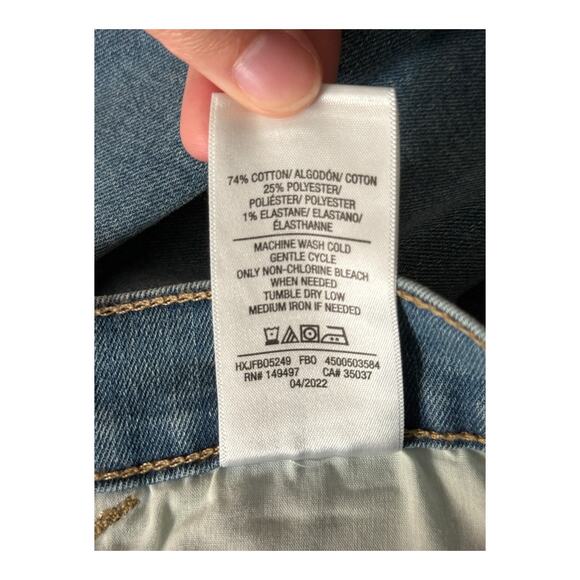 74% COTTON/ ALGODÓN/ COTON
25% POLYESTER/
POLIÉSTER/ POLYESTER
1% ELASTANE/ ELASTANO/
ÉLASTHANNE
MACHINE WASH COLD
GENTLE CYCLE
ONLY NON-CHLORINE BLEACH
WHEN NEEDED
TUMBLE DRY LOW
MEDIUM IRON IF NEEDED
HXJFB05249 FBO 4500503584
RN# 149497 CA# 35037
04/2022